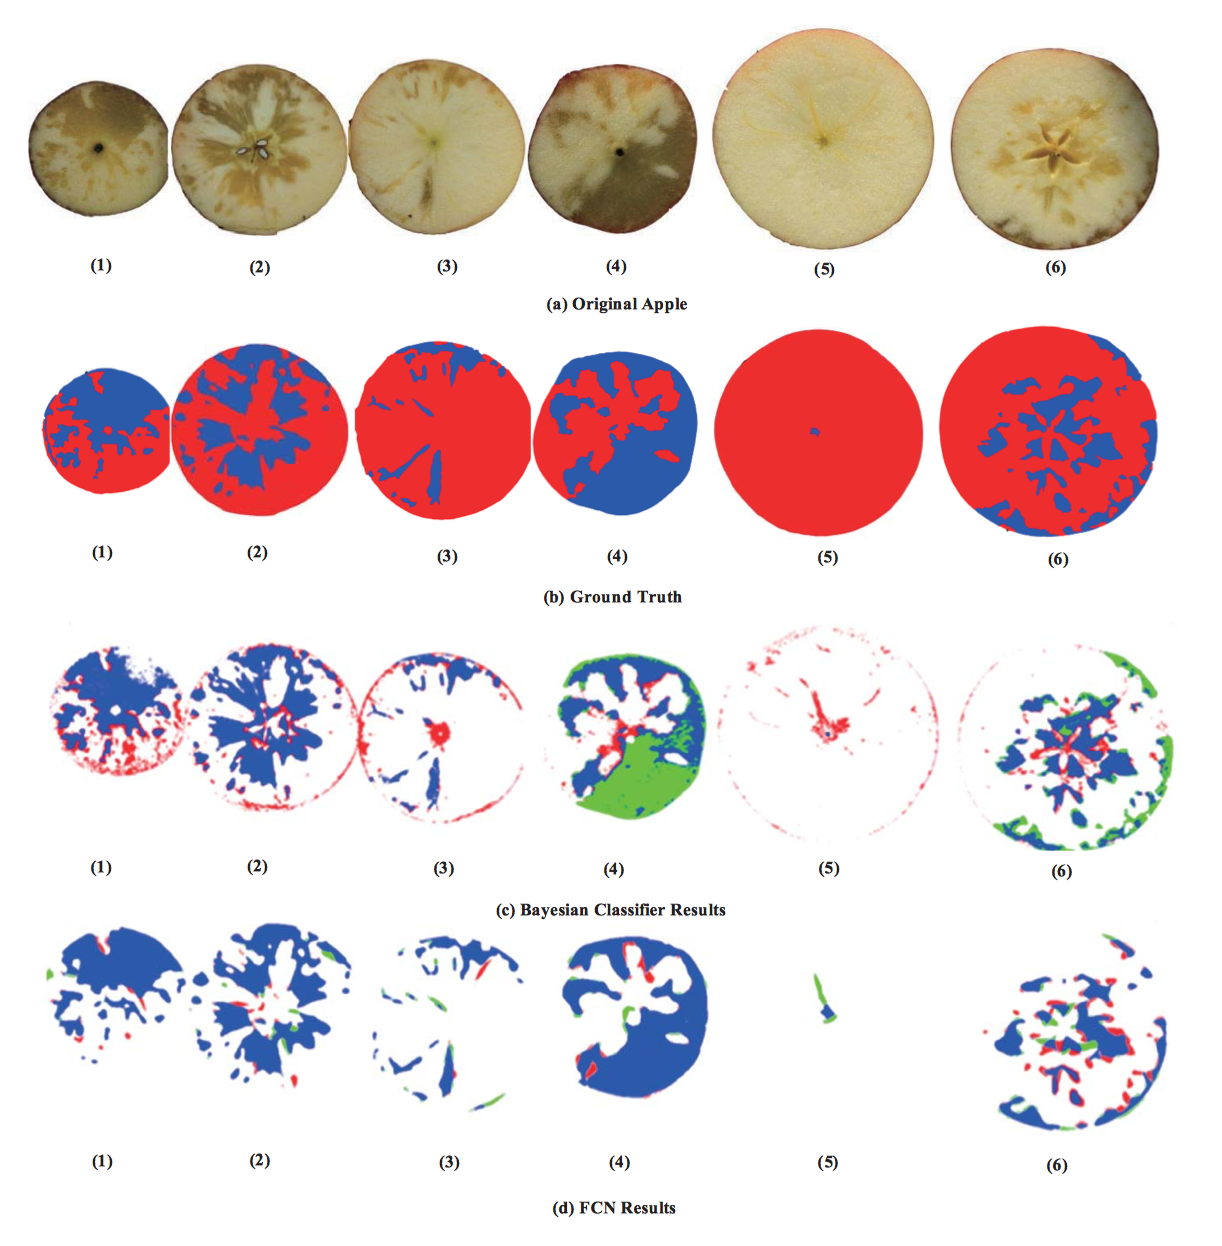 (1) (2) (3) (4) (5) (6)
(a) Original Apple
(1) (2) (3) (4) (5) (6)
(b) Ground Truth
(1) (2) (3) (4) (5) (6)
(c) Bayesian Classifier Results
(1) (2) (3) (4) (5) (6)
(d) FCN Results